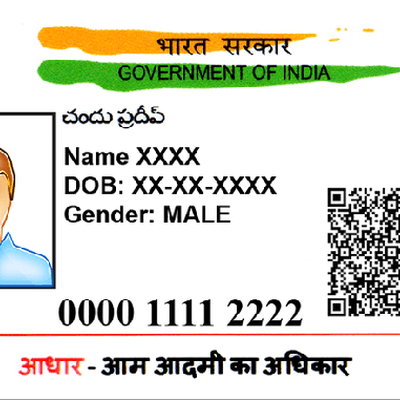 भारत सरकार
GOVERNMENT OF INDIA
చందు ప్రదీప్
Name XXXX
DOB: XX-XX-XXXX
Gender: MALE
0000 1111 2222
आधार - आम आदमी का अधिकार